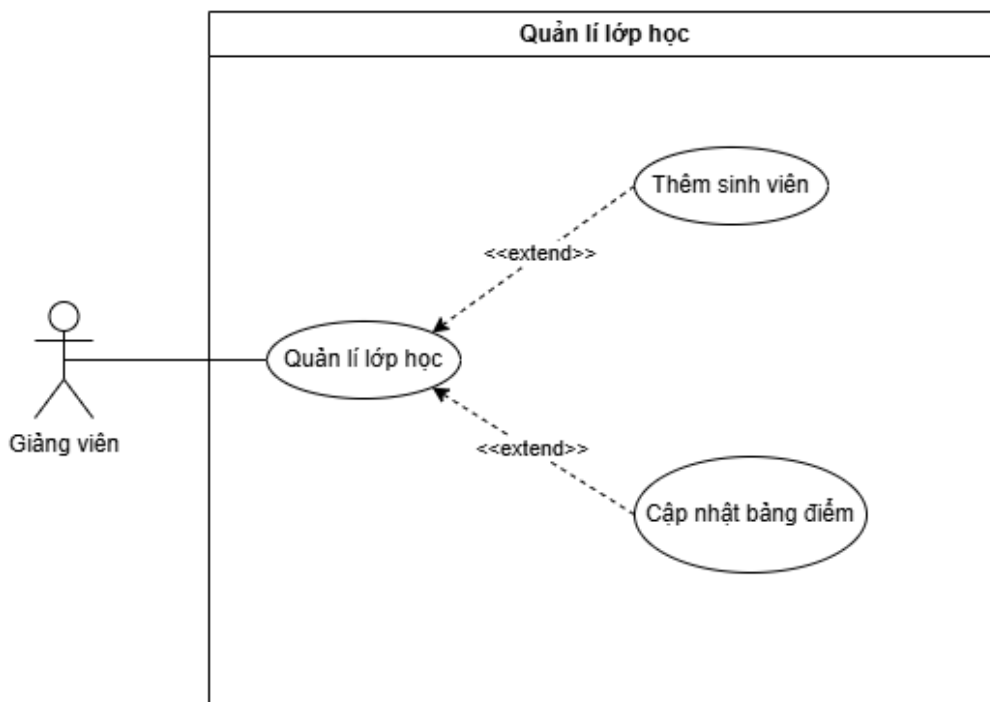 Quản lí lớp học
Thêm sinh viên
<<extend>>
Quản lí lớp học
Giảng viên
<<extend>>
Cập nhật bảng điểm